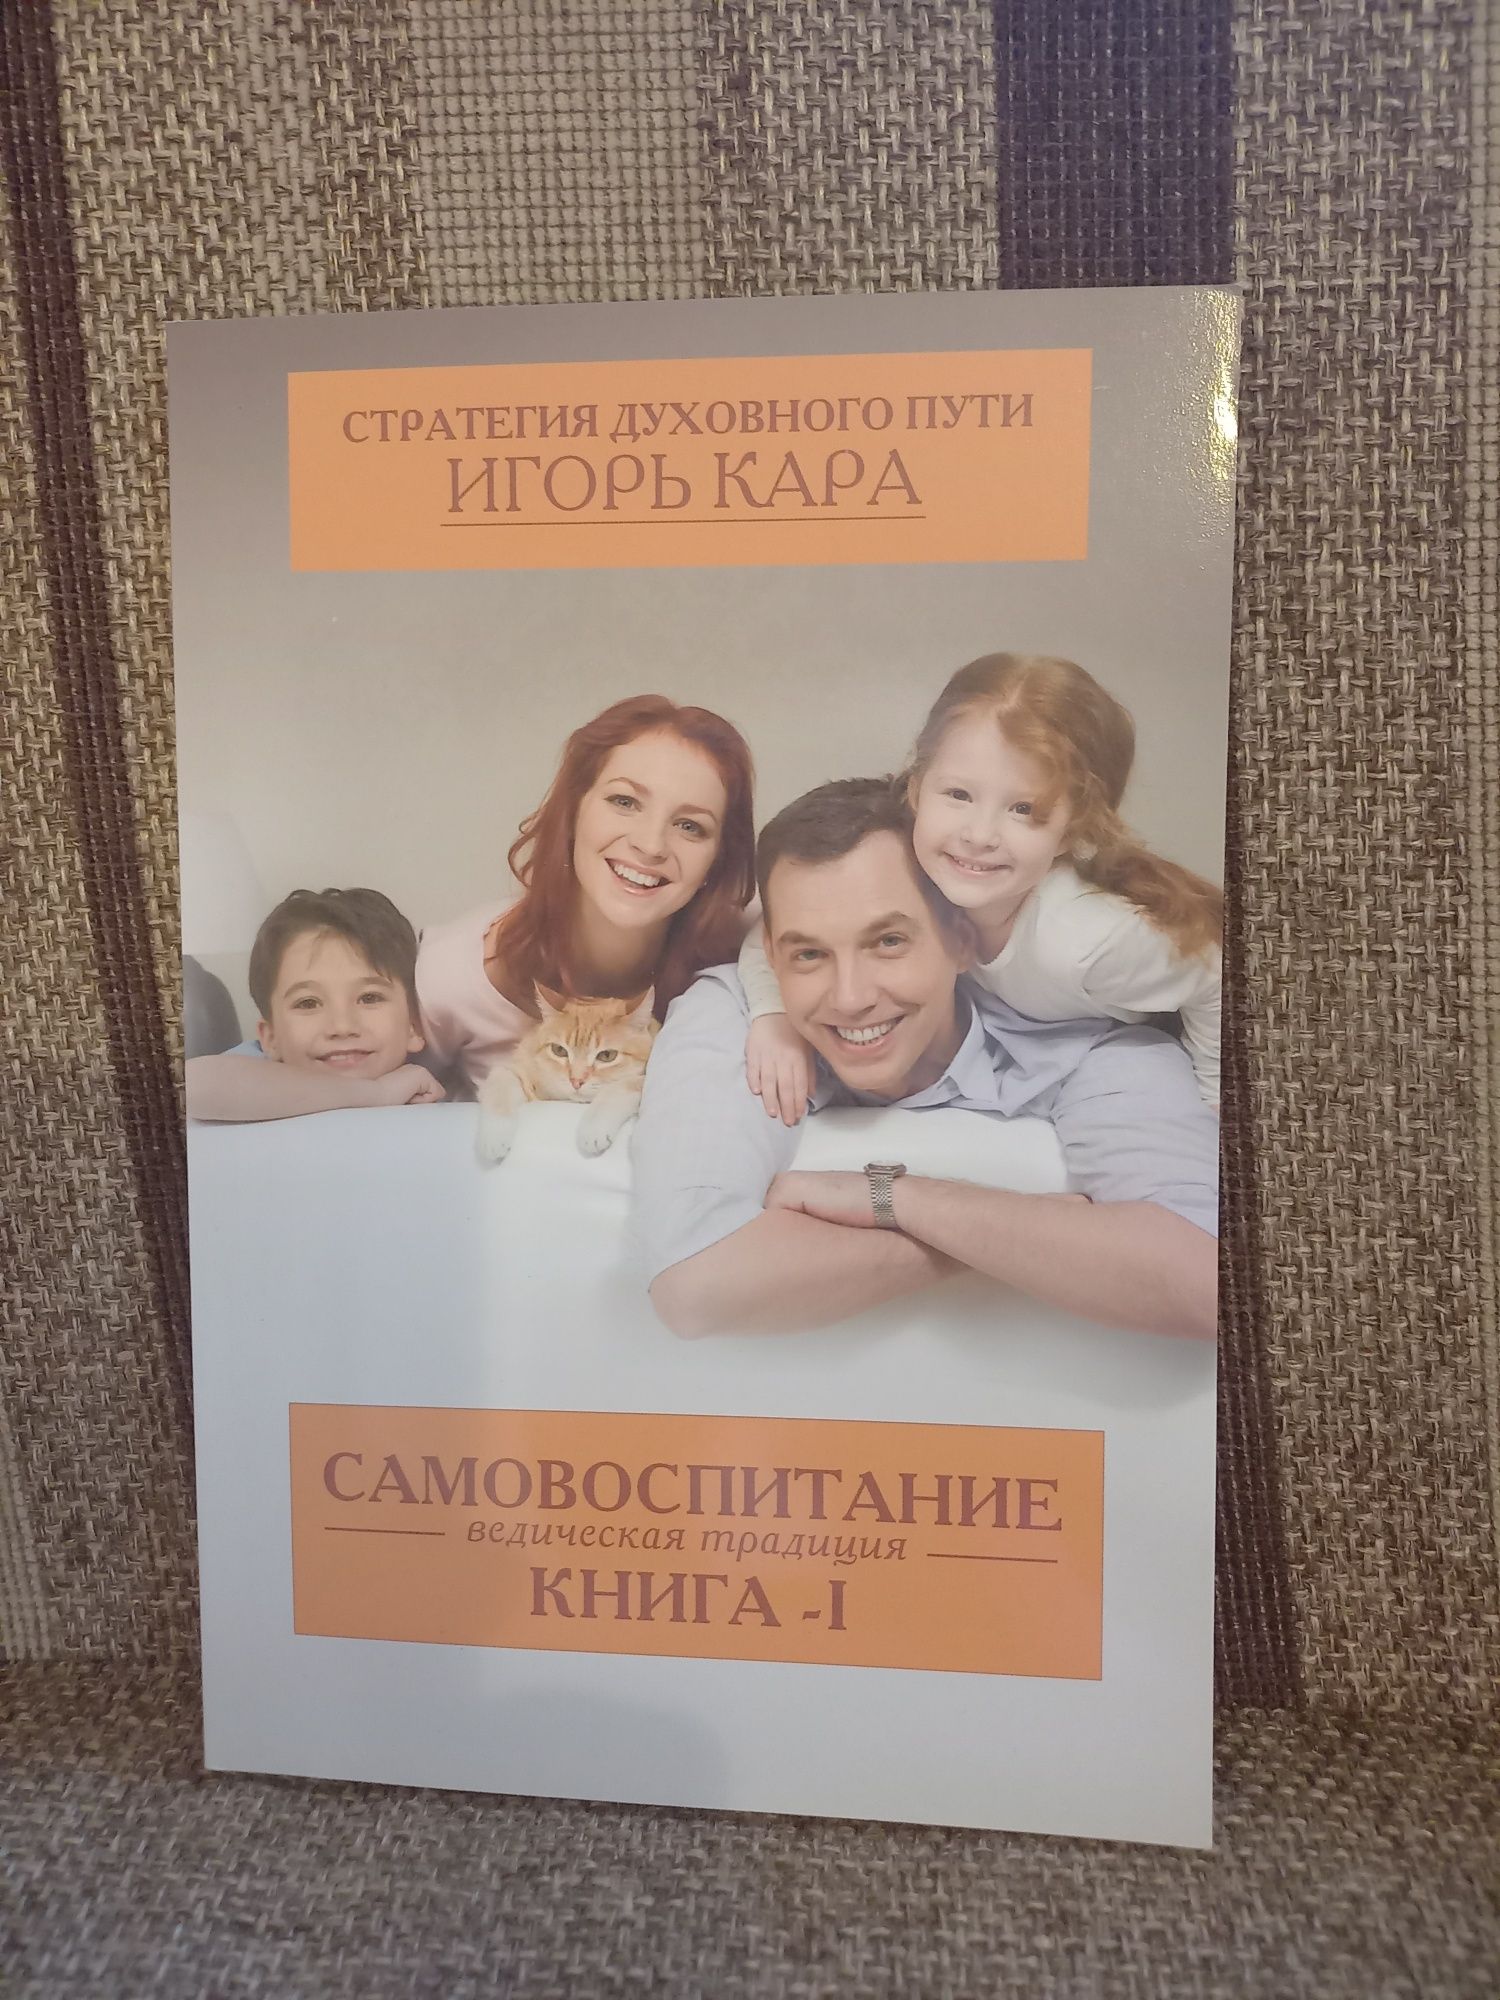 СТРАТЕГИЯ ДУХОВНОГО ПУТИ
ИГОРЬ КАРА
САМОВОСПИТАНИЕ
ведическая традиция
КНИГА -I